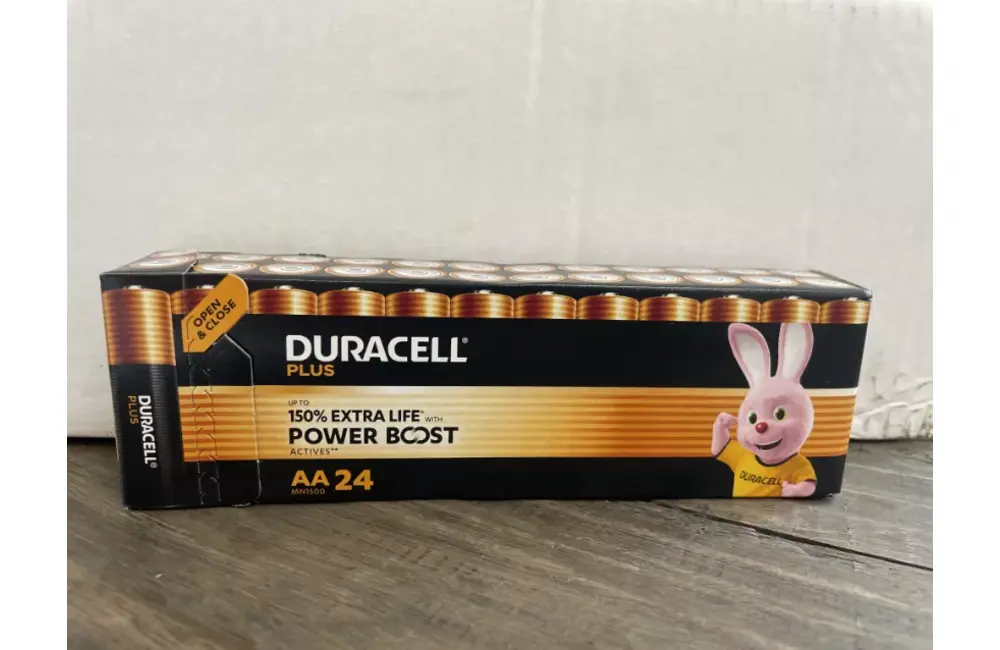 OPEN
& CLOSE
DURACELL®
PLUS
UP TO
150% EXTRA LIFE* WITH
POWER BOOST
ACTIVES**
AA 24
MN1500
DURACELL®
PLUS
DURACELL